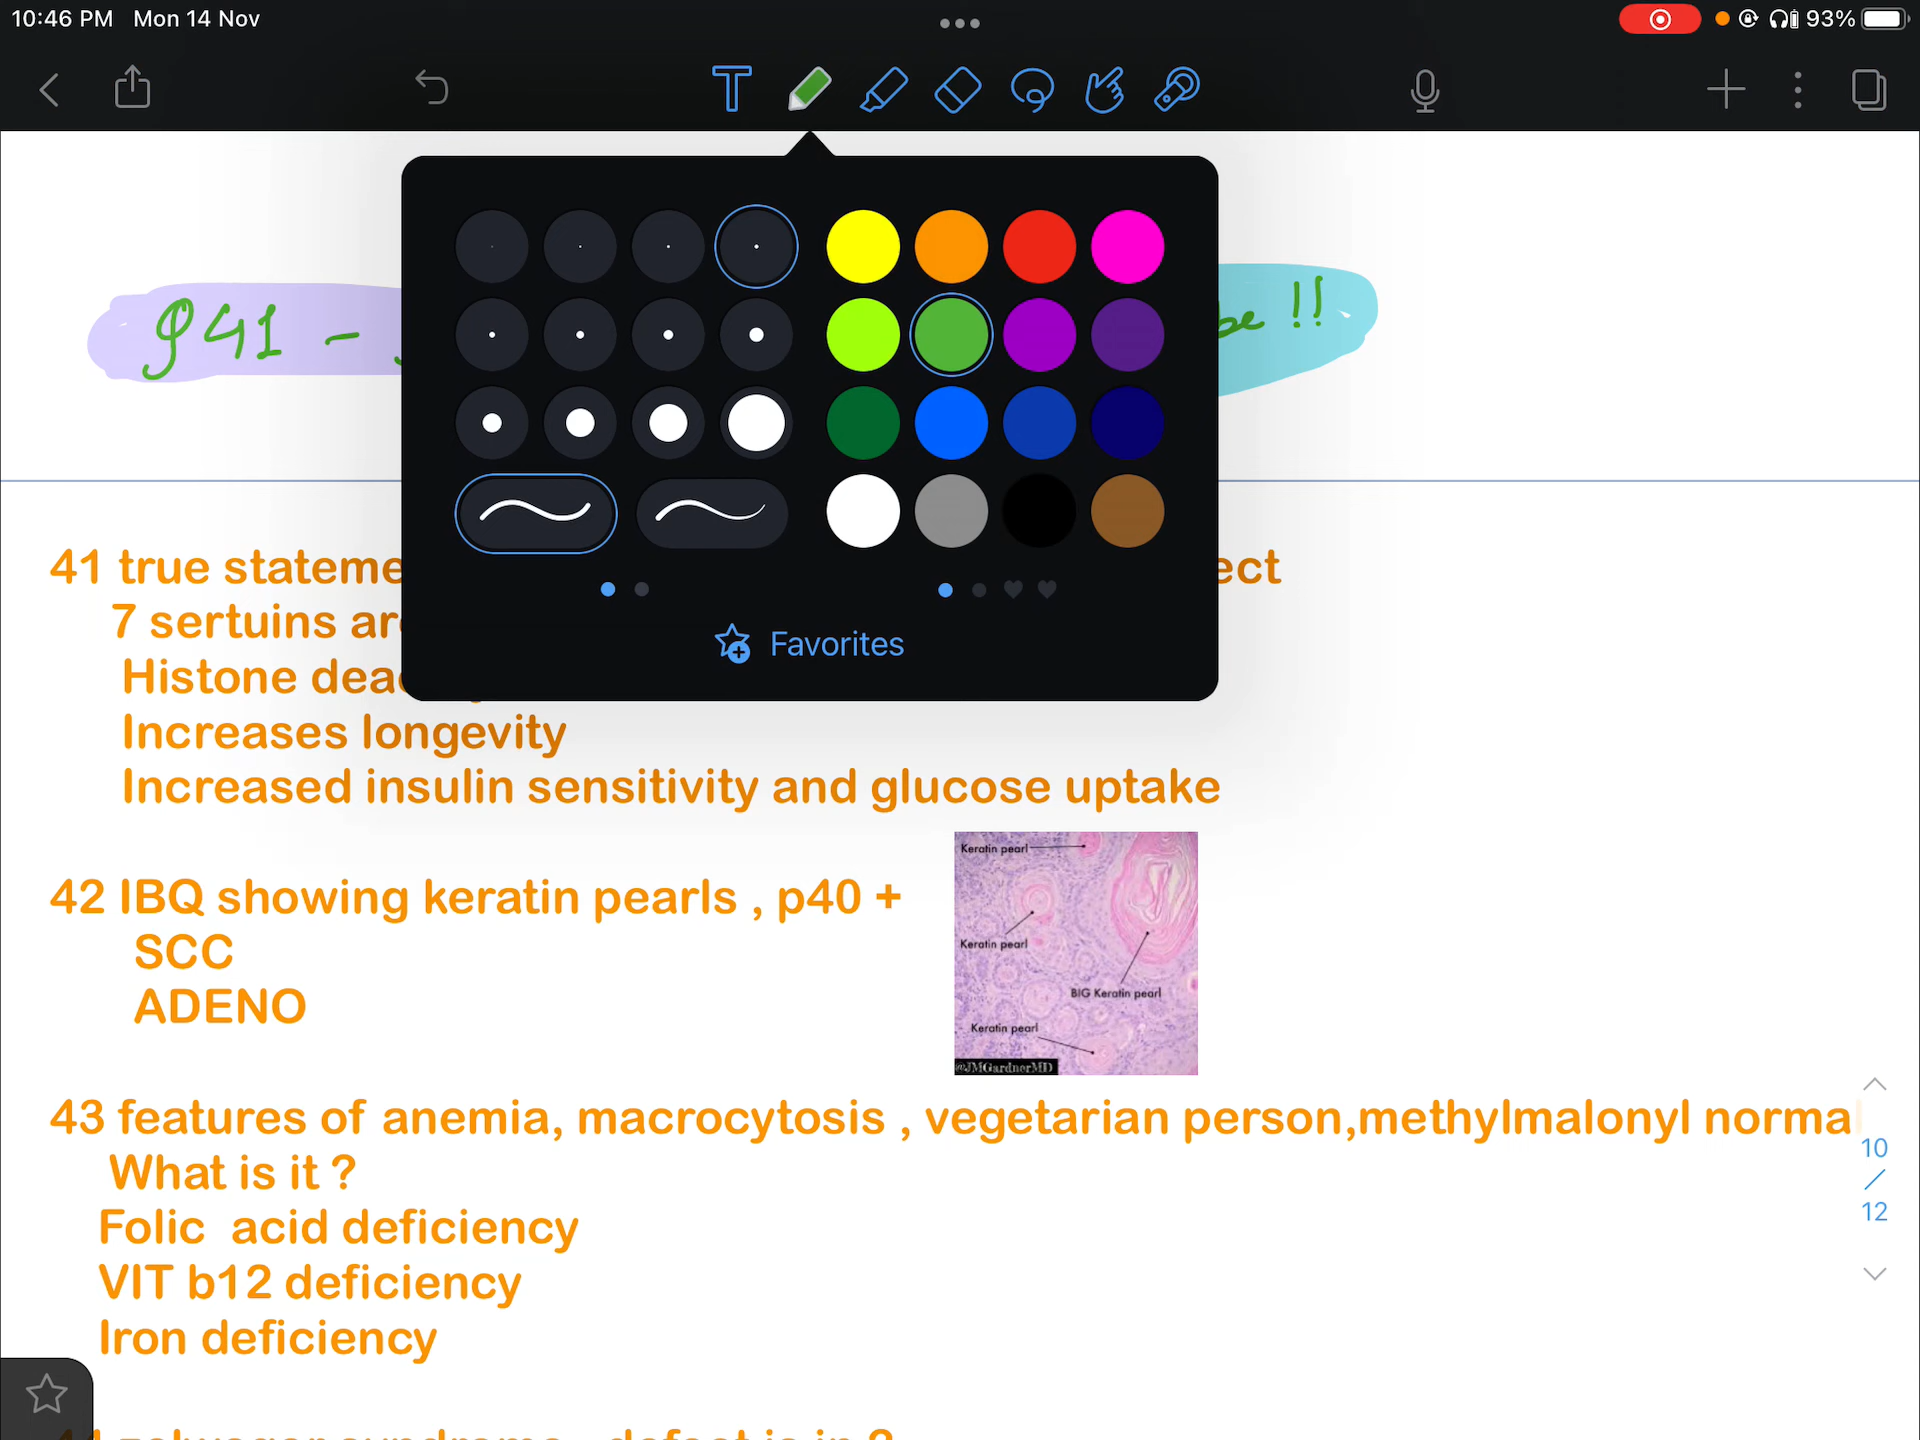 10:46 PM Mon 14 Nov
93%
941 -
be !!
Favorites
41 true stateme ect
7 sertuins ar
Histone dea
Increases longevity
Increased insulin sensitivity and glucose uptake
42 IBQ showing keratin pearls , p40 +
SCC
ADENO
Keratin pearl
Keratin pearl
BIG Keratin pearl
Keratin pearl
@JMGardnerMD
43 features of anemia, macrocytosis , vegetarian person,methylmalonyl norma
What is it ?
Folic acid deficiency
VIT b12 deficiency
Iron deficiency
10
/
12